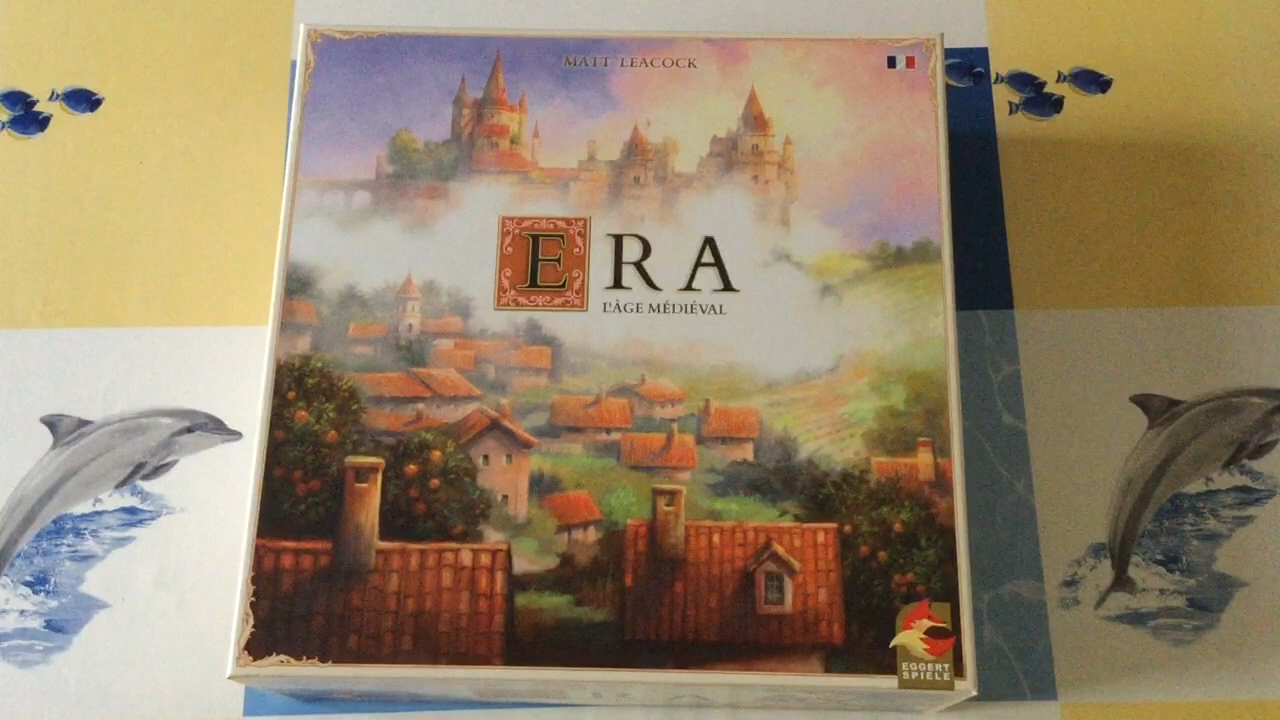 MATT LEACOCK
ERA
L'ÂGE MÉDIÉVAL
EGGERT
SPIELE